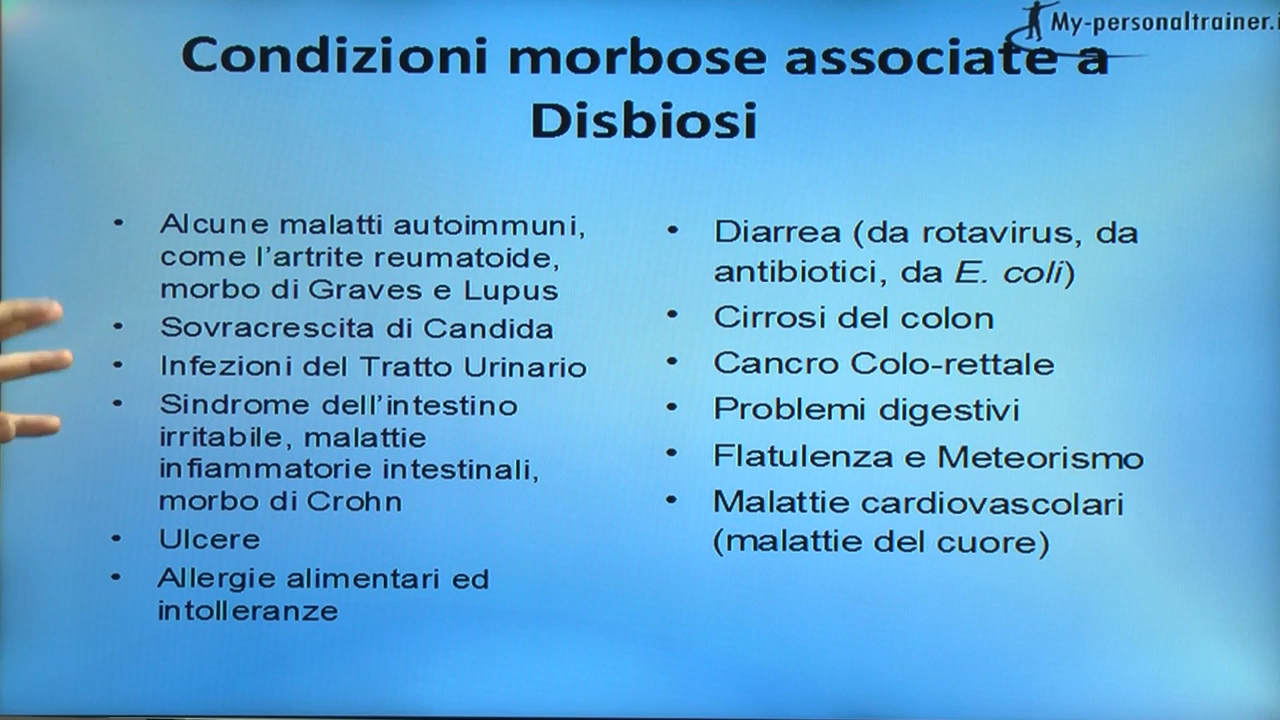 My-personaltrainer.i
Condizioni morbose associate a
Disbiosi
• Alcune malatti autoimmuni,
come l'artrite reumatoide,
morbo di Graves e Lupus
• Sovracrescita di Candida
• Infezioni del Tratto Urinario
• Sindrome dell'intestino
irritabile, malattie
infiammatorie intestinali,
morbo di Crohn
• Ulcere
• Allergie alimentari ed
intolleranze
• Diarrea (da rotavirus, da
antibiotici, da E. coli)
• Cirrosi del colon
• Cancro Colo-rettale
• Problemi digestivi
• Flatulenza e Meteorismo
• Malattie cardiovascolari
(malattie del cuore)